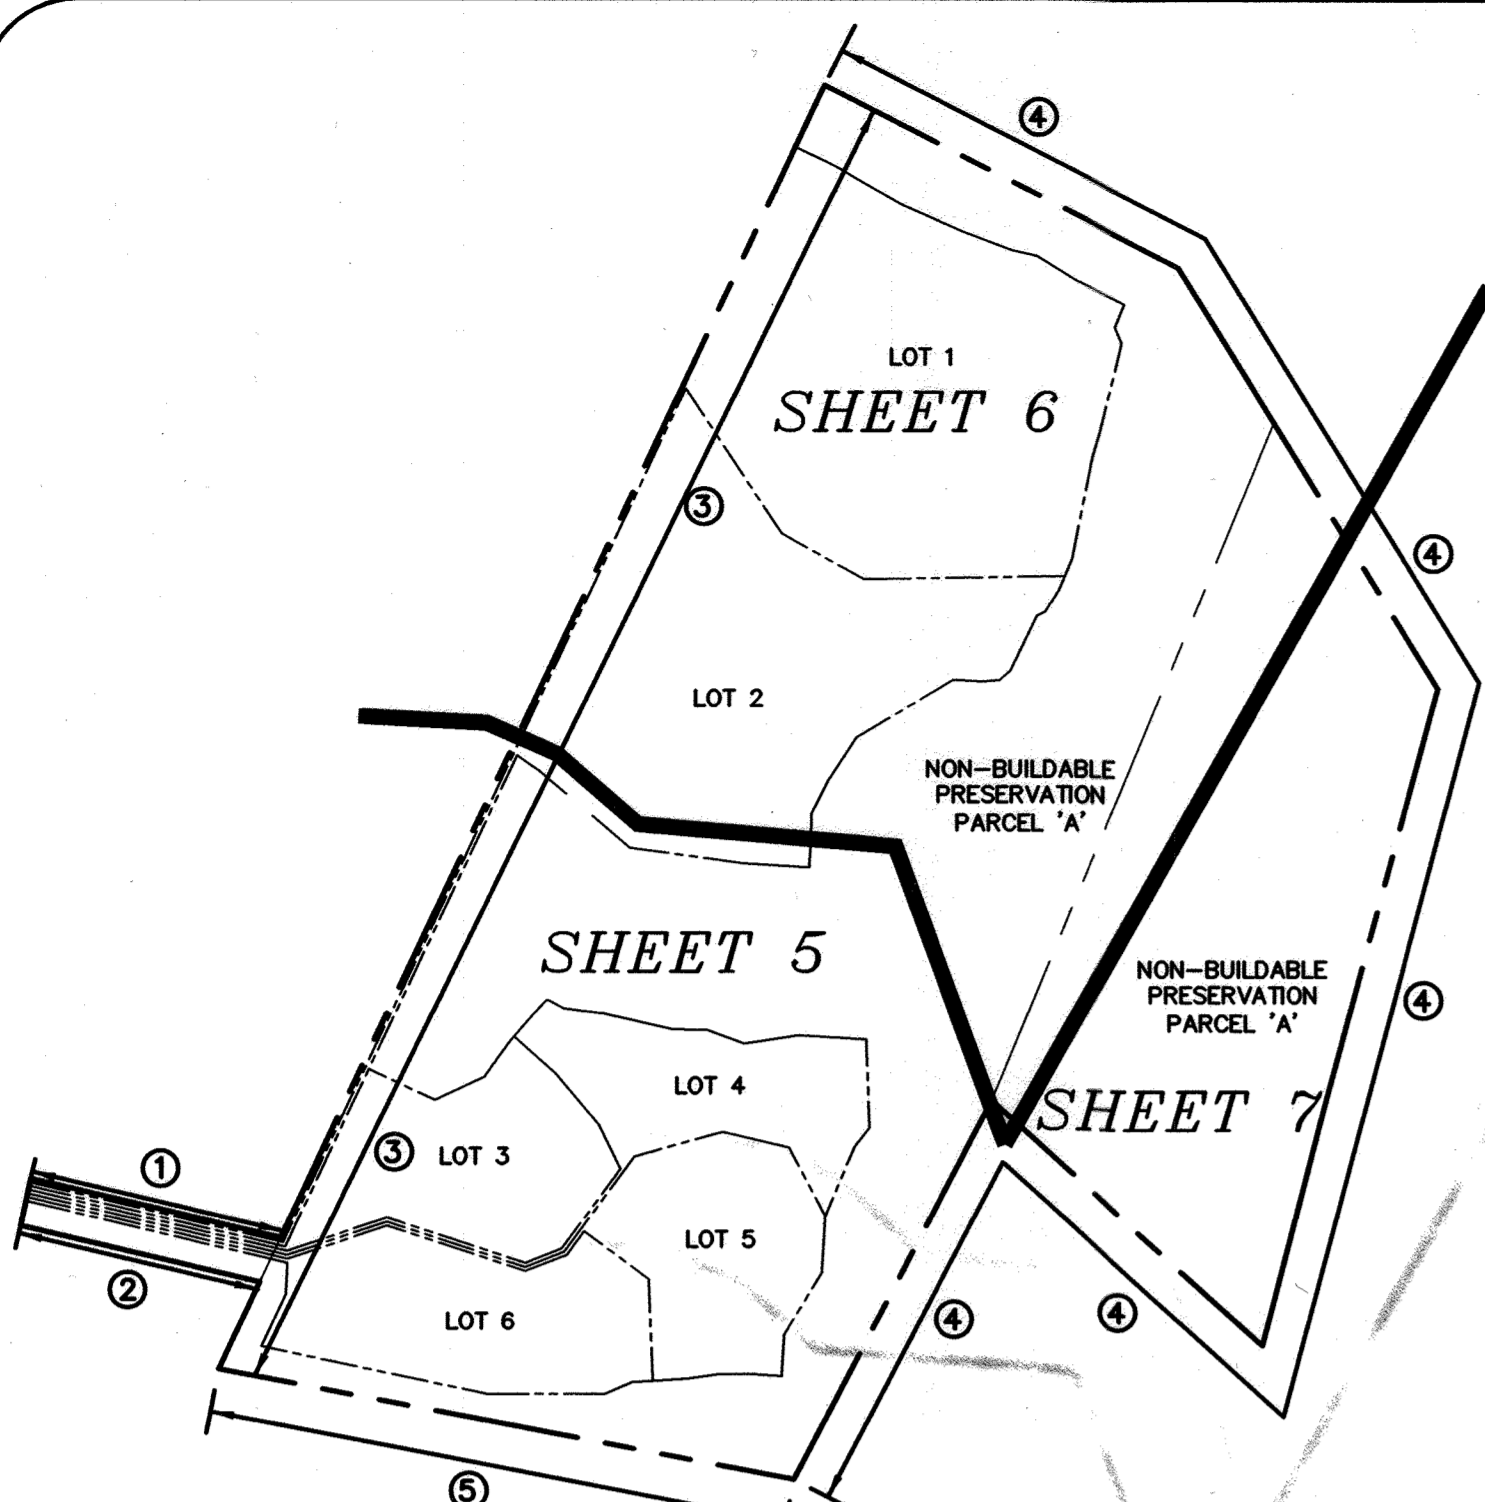 ④
LOT 1
SHEET 6
③
④
LOT 2
NON-BUILDABLE
PRESERVATION
PARCEL 'A'
SHEET 5
NON-BUILDABLE
PRESERVATION
PARCEL 'A'
④
LOT 4
SHEET 7
③
LOT 3
①
LOT 5
②
LOT 6
④
④
⑤